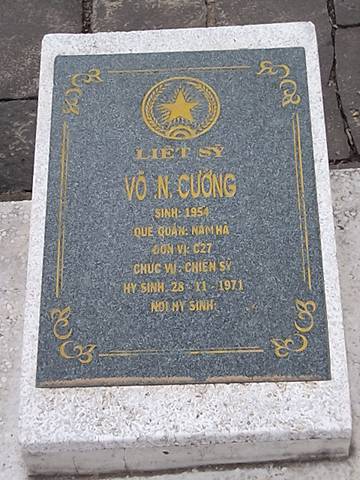 LIỆT SỸ
VÕ .N. CƯỜNG
SINH: 1954
QUÊ QUÁN: NAM HÀ
ĐƠN VỊ: C27
CHỨC VỤ: CHIẾN SỸ
HY SINH, 28 - 11 - 1971
NƠI HY SINH: